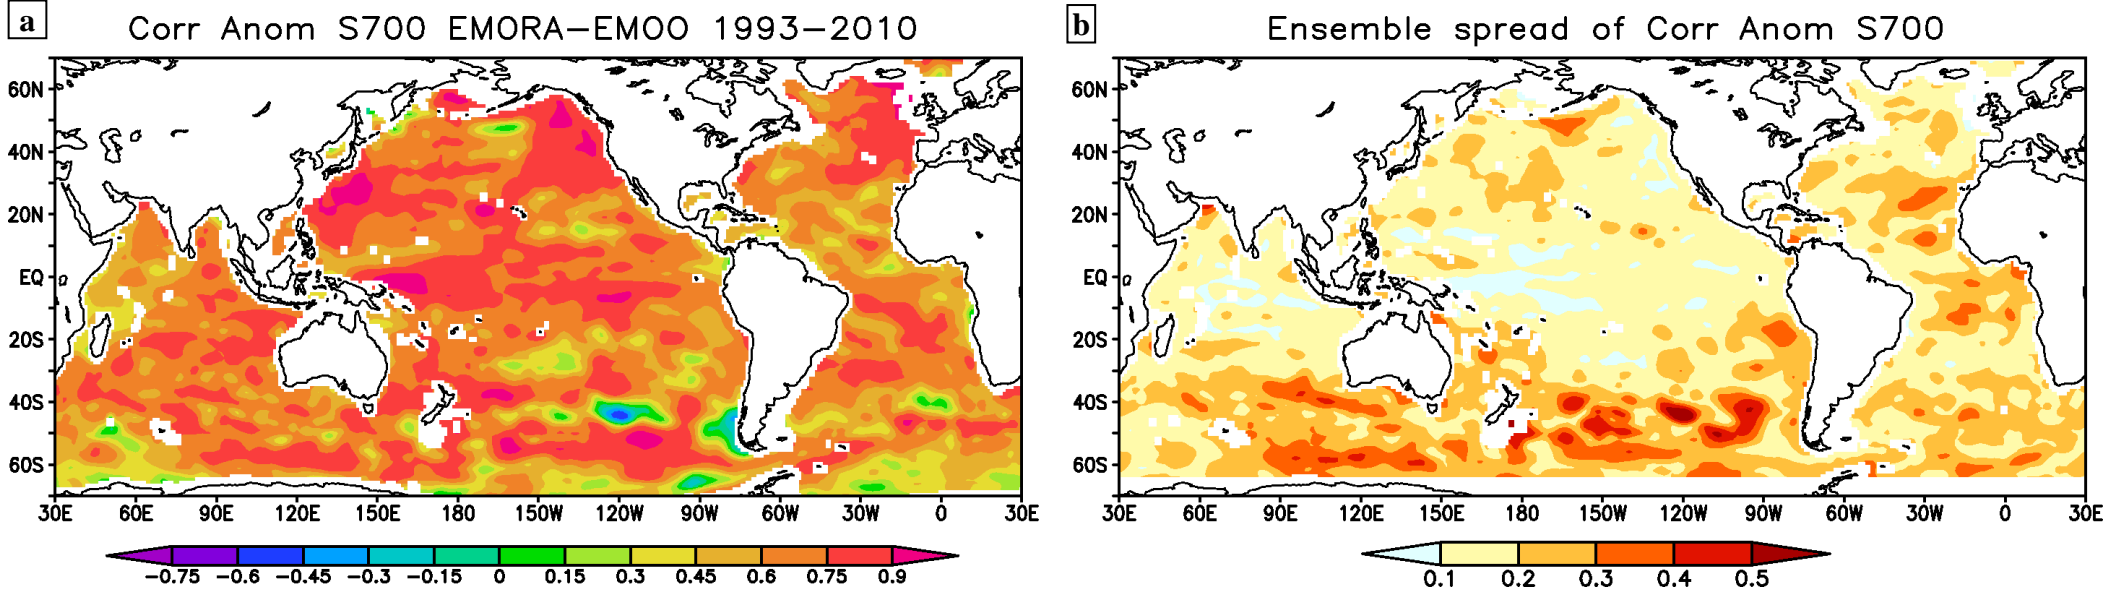 a
Corr Anom S700 EMORA−EMOO 1993−2010
60N
40N
20N
EQ
20S
40S
60S
30E 60E 90E 120E 150E 180 150W 120W 90W 60W 30W 0 30E
−0.75 −0.6 −0.45 −0.3 −0.15 0 0.15 0.3 0.45 0.6 0.75 0.9
b
Ensemble spread of Corr Anom S700
60N
40N
20N
EQ
20S
40S
60S
30E 60E 90E 120E 150E 180 150W 120W 90W 60W 30W 0 30E
0.1 0.2 0.3 0.4 0.5